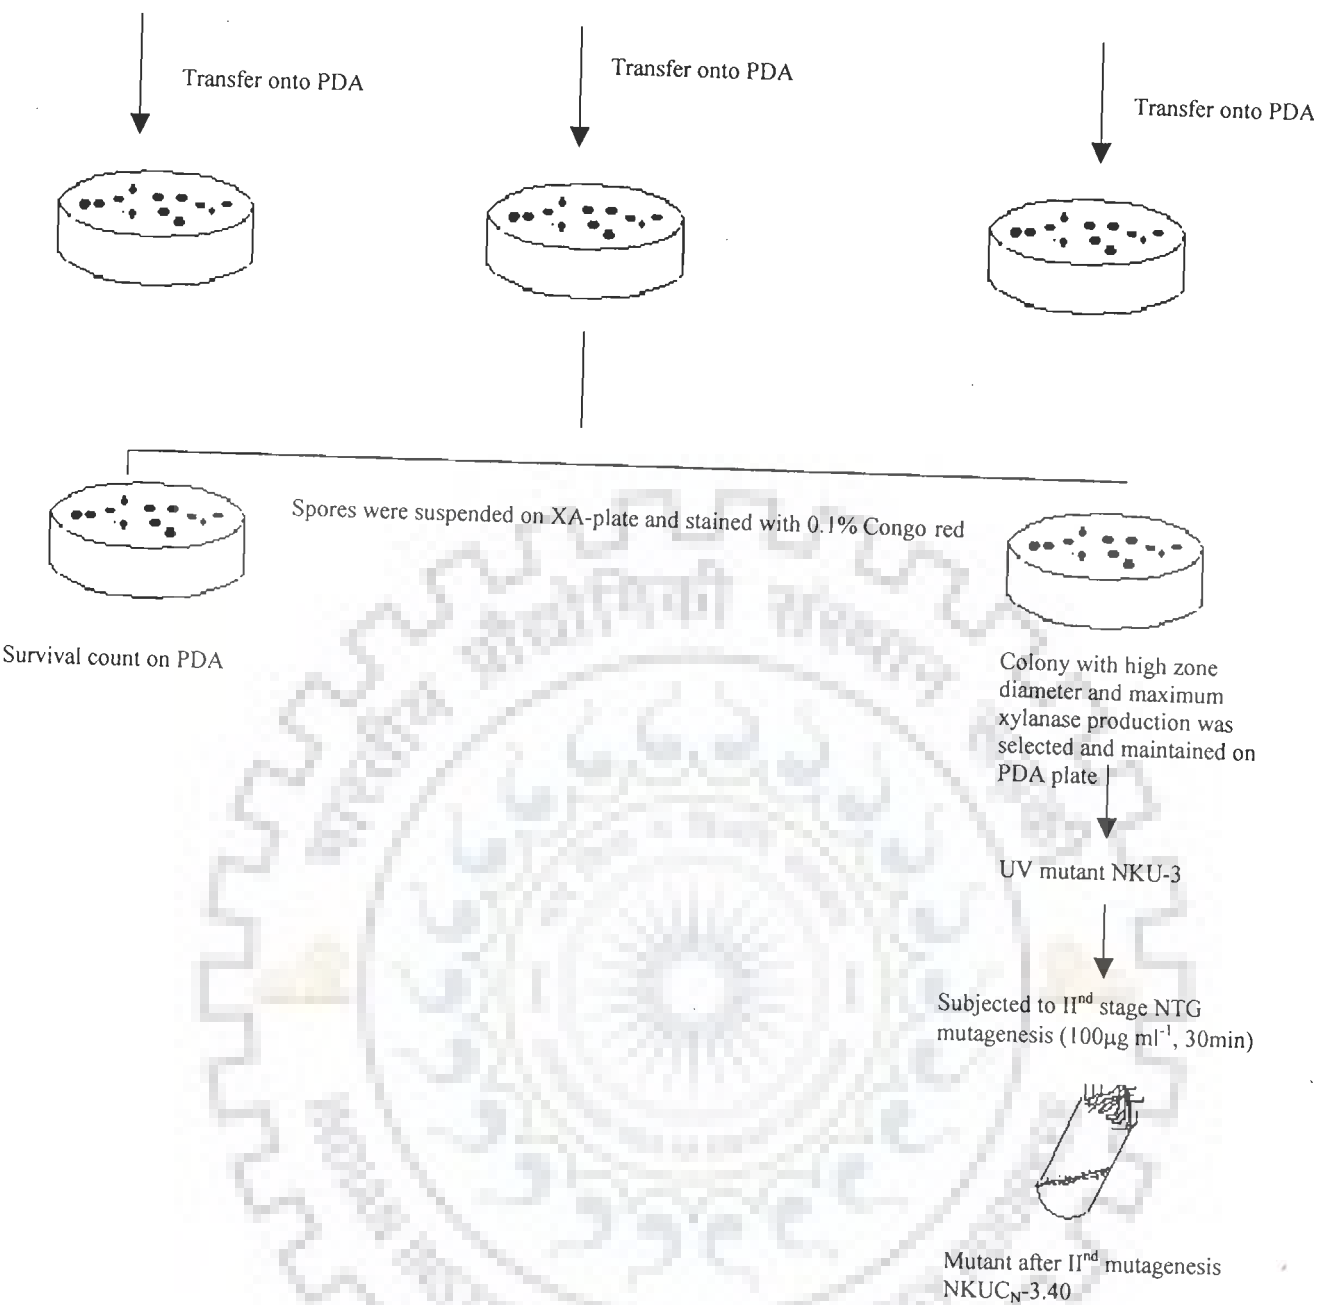 Transfer onto PDA
Transfer onto PDA
Transfer onto PDA
Spores were suspended on XA-plate and stained with 0.1% Congo red
Survival count on PDA
Colony with high zone
diameter and maximum
xylanase production was
selected and maintained on
PDA plate
UV mutant NKU-3
Subjected to IIⁿᵈ stage NTG
mutagenesis (100µg ml⁻¹, 30min)
Mutant after IIⁿᵈ mutagenesis
NKUC_N-3.40